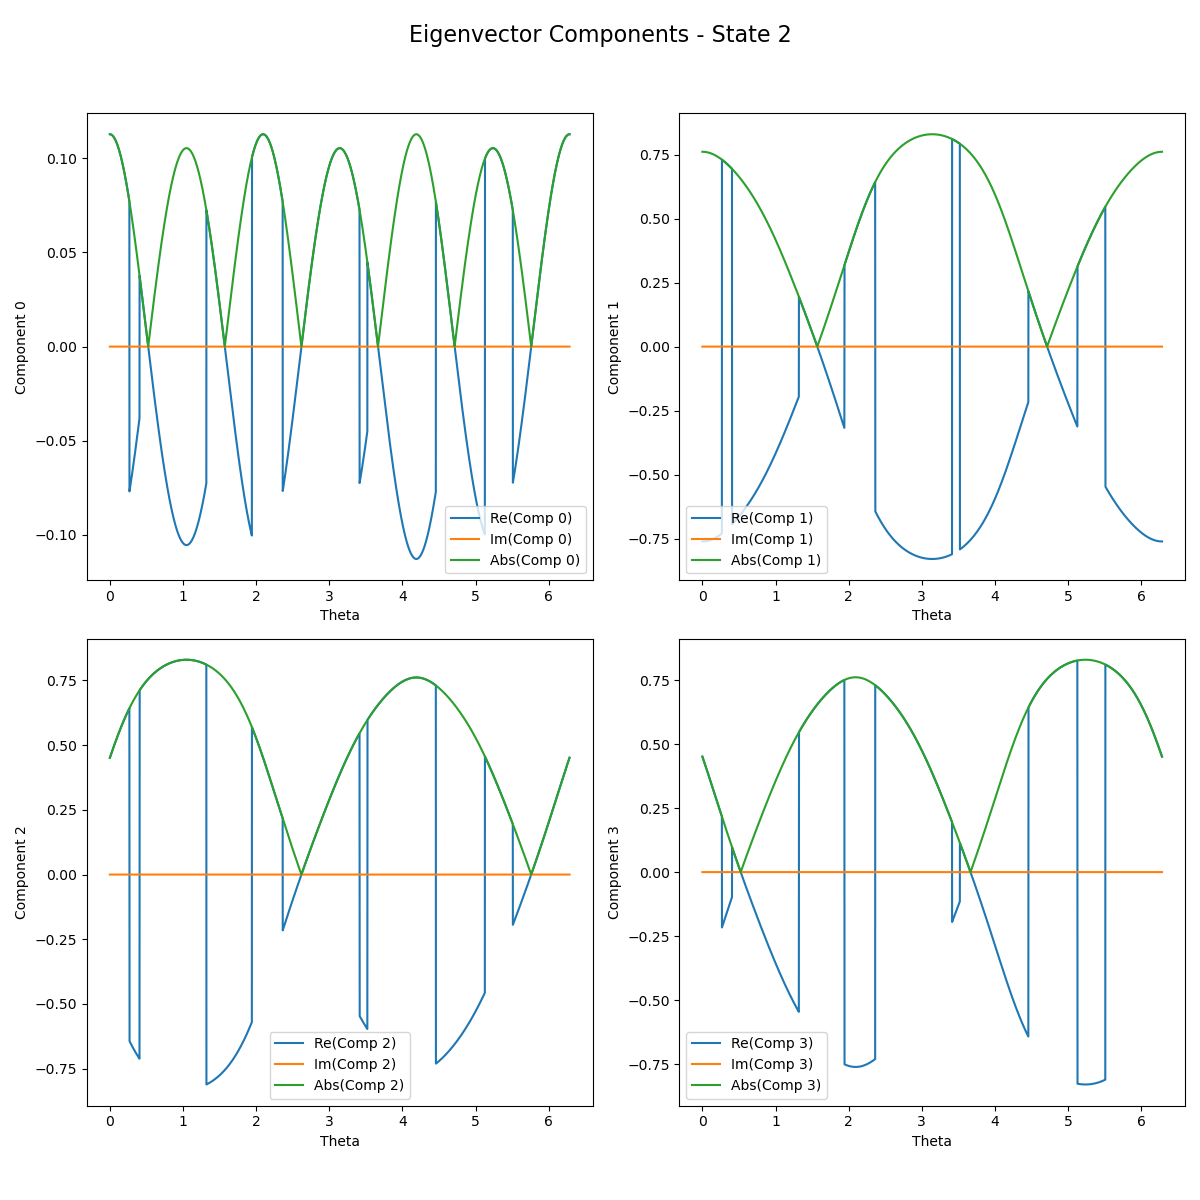 Eigenvector Components - State 2
Component 0
0.10
0.05
0.00
−0.05
−0.10
Re(Comp 0)
Im(Comp 0)
Abs(Comp 0)
0 1 2 3 4 5 6
Theta
Component 1
0.75
0.50
0.25
0.00
−0.25
−0.50
−0.75
Re(Comp 1)
Im(Comp 1)
Abs(Comp 1)
0 1 2 3 4 5 6
Theta
Component 2
0.75
0.50
0.25
0.00
−0.25
−0.50
−0.75
Re(Comp 2)
Im(Comp 2)
Abs(Comp 2)
0 1 2 3 4 5 6
Theta
Component 3
0.75
0.50
0.25
0.00
−0.25
−0.50
−0.75
Re(Comp 3)
Im(Comp 3)
Abs(Comp 3)
0 1 2 3 4 5 6
Theta